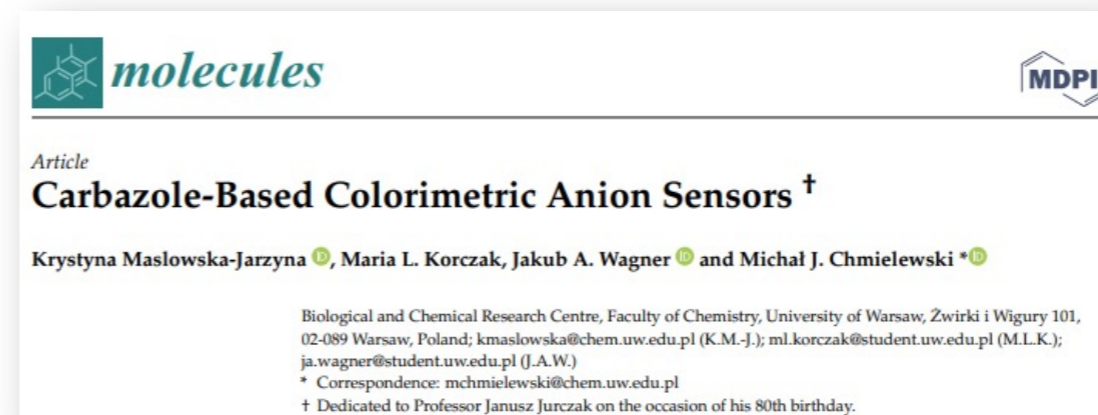 molecules
MDPI
Article
Carbazole-Based Colorimetric Anion Sensors †
Krystyna Maslowska-Jarzyna, Maria L. Korczak, Jakub A. Wagner and Michał J. Chmielewski *
Biological and Chemical Research Centre, Faculty of Chemistry, University of Warsaw, Żwirki i Wigury 101,
02-089 Warsaw, Poland; kmaslowska@chem.uw.edu.pl (K.M.-J.); ml.korczak@student.uw.edu.pl (M.L.K.);
ja.wagner@student.uw.edu.pl (J.A.W.)
* Correspondence: mchmielewski@chem.uw.edu.pl
† Dedicated to Professor Janusz Jurczak on the occasion of his 80th birthday.